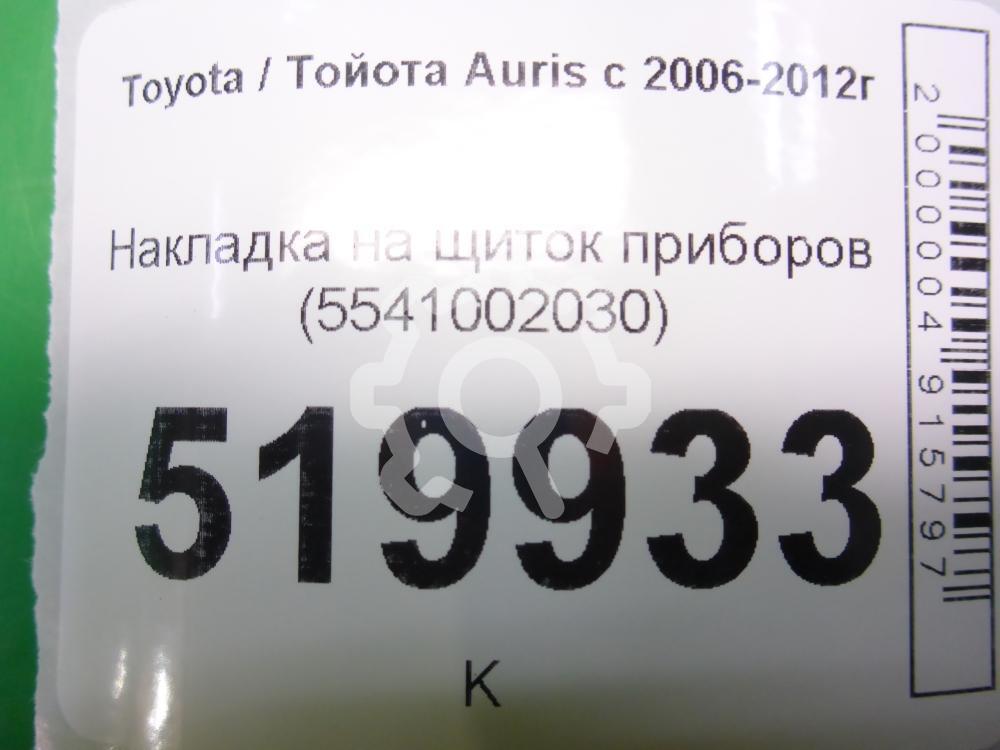 Toyota / Тойота Auris с 2006-2012г
Накладка на щиток приборов
(5541002030)
519933
К
2000004915797